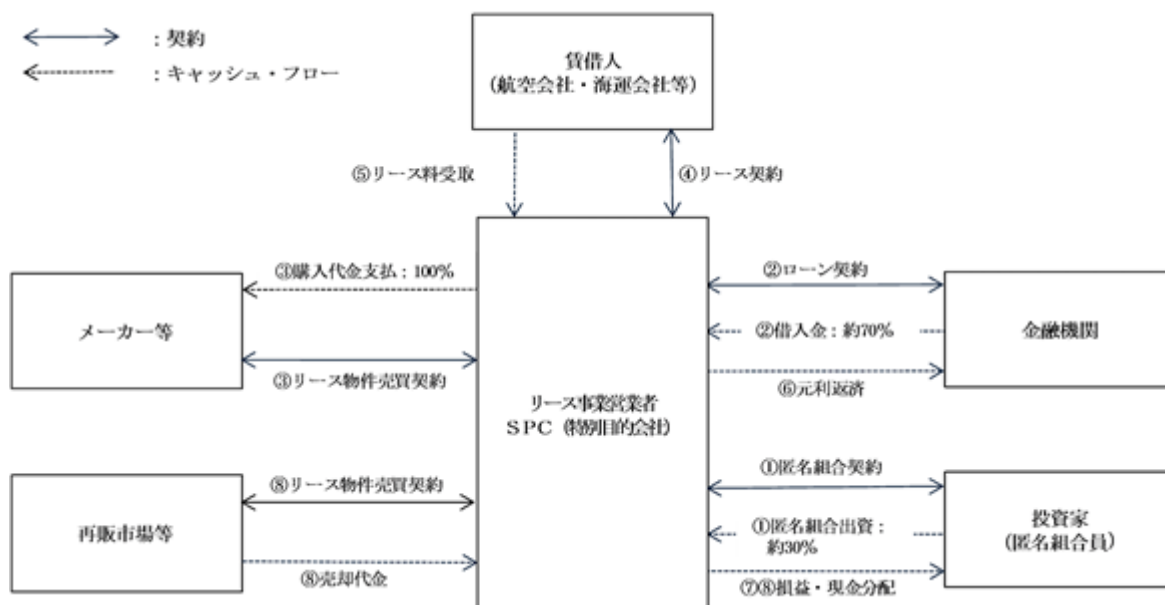 ：契約
：キャッシュ・フロー
賃借人
（航空会社・海運会社等）
⑤リース料受取
④リース契約
③購入代金支払：100%
メーカー等
③リース物件売買契約
リース事業営業者
ＳＰＣ（特別目的会社）
②ローン契約
②借入金：約70%
⑥元利返済
金融機関
⑧リース物件売買契約
再販市場等
⑧売却代金
①匿名組合契約
①匿名組合出資：
約30%
⑦⑧損益・現金分配
投資家
（匿名組合員）